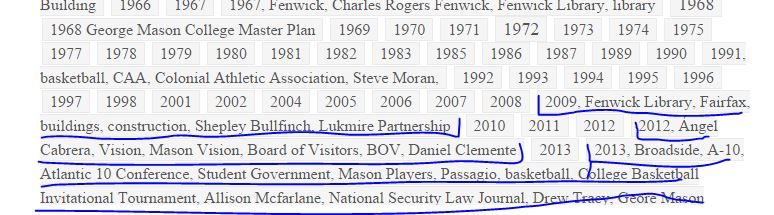 Building 1966 1967 1967, Fenwick, Charles Rogers Fenwick, Fenwick Library, library 1968
1968 George Mason College Master Plan 1969 1970 1971 1972 1973 1974 1975
1977 1978 1979 1980 1981 1982 1983 1985 1986 1987 1989 1990 1991,
basketball, CAA, Colonial Athletic Association, Steve Moran, 1992 1993 1994 1995 1996
1997 1998 2001 2002 2004 2005 2006 2007 2008 2009, Fenwick Library, Fairfax,
buildings, construction, Shepley Bullfinch, Lukmire Partnership 2010 2011 2012 2012, Angel
Cabrera, Vision, Mason Vision, Board of Visitors, BOV, Daniel Clemente 2013 2013, Broadside, A-10,
Atlantic 10 Conference, Student Government, Mason Players, Passagio, basketball, College Basketball
Invitational Tournament, Allison Mcfarlane, National Security Law Journal, Drew Tracy, Geore Mason